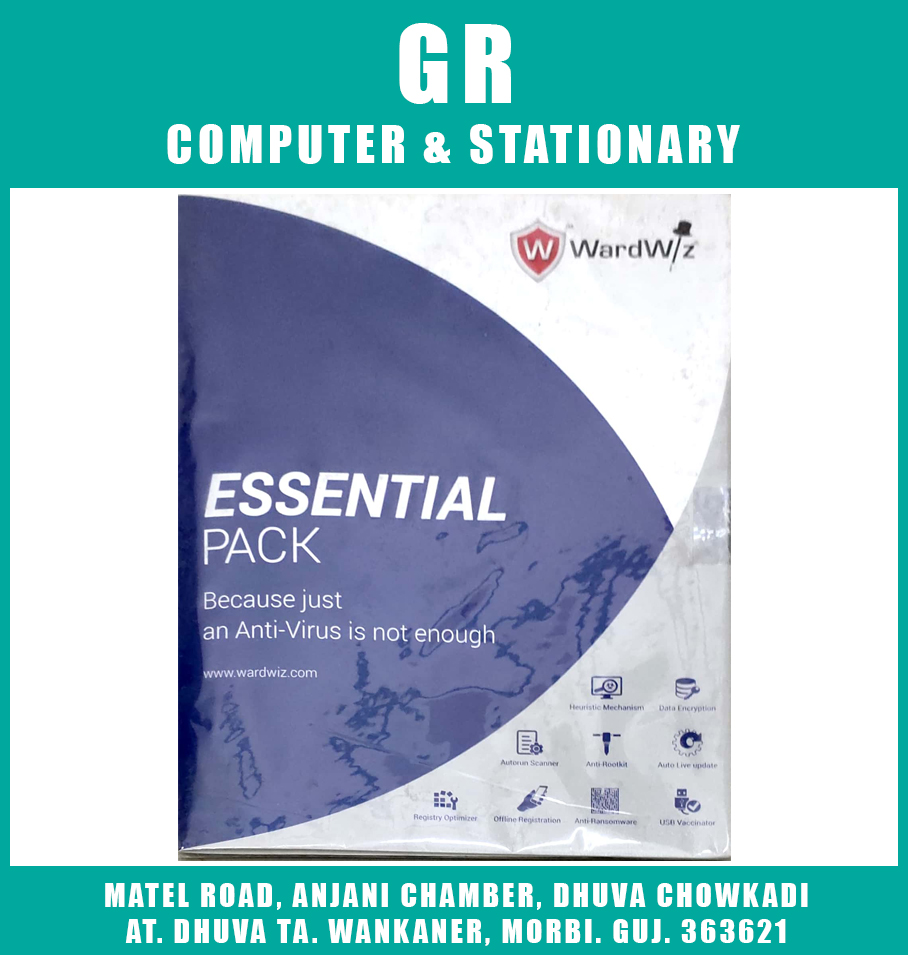 GR
COMPUTER & STATIONARY
W WardWiz
ESSENTIAL
PACK
Because just
an Anti-Virus is not enough
www.wardwiz.com
Heuristic Mechanism Data Encryption
Autorun Scanner Anti-Rootkit Auto Live update
Registry Optimizer Offline Registration Anti-Ransomware USB Vaccinator
MATEL ROAD, ANJANI CHAMBER, DHUVA CHOWKADI
AT. DHUVA TA. WANKANER, MORBI. GUJ. 363621